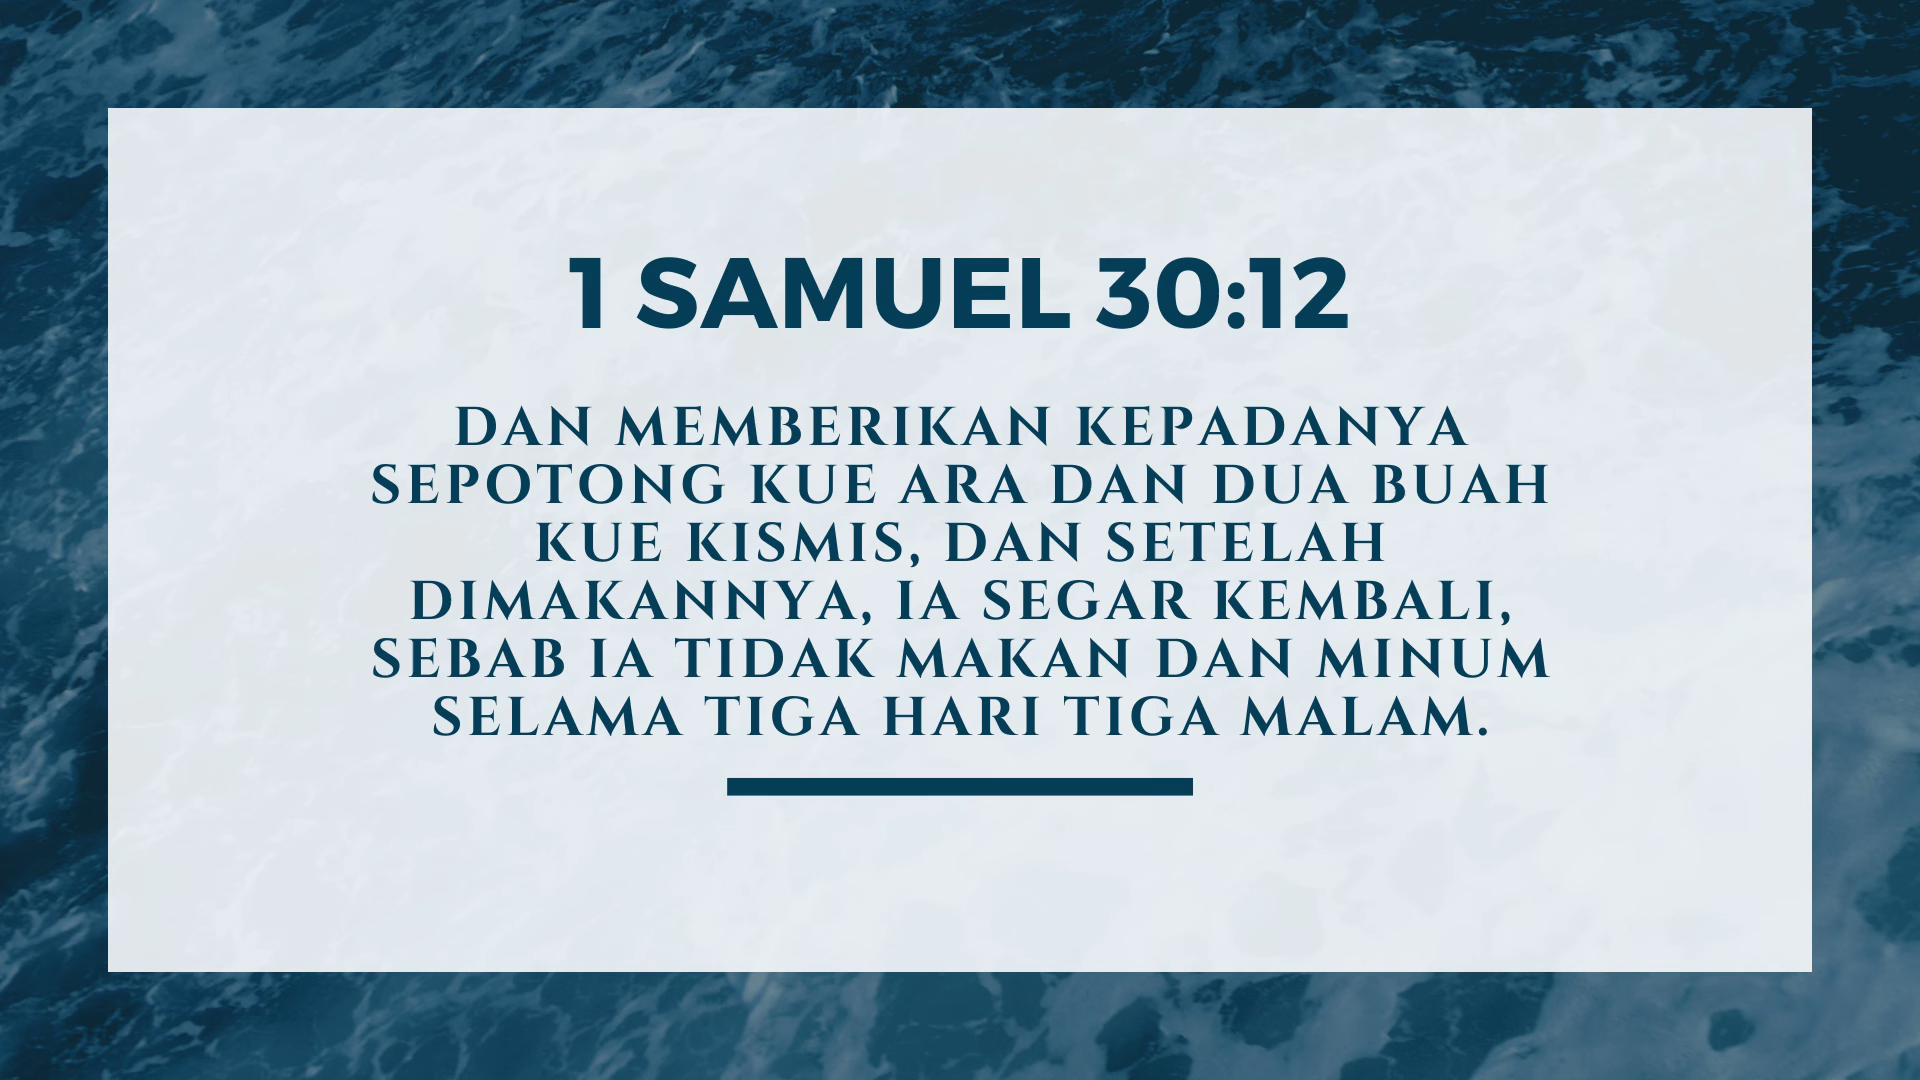 1 SAMUEL 30:12
DAN MEMBERIKAN KEPADANYA
SEPOTONG KUE ARA DAN DUA BUAH
KUE KISMIS, DAN SETELAH
DIMAKANNYA, IA SEGAR KEMBALI,
SEBAB IA TIDAK MAKAN DAN MINUM
SELAMA TIGA HARI TIGA MALAM.